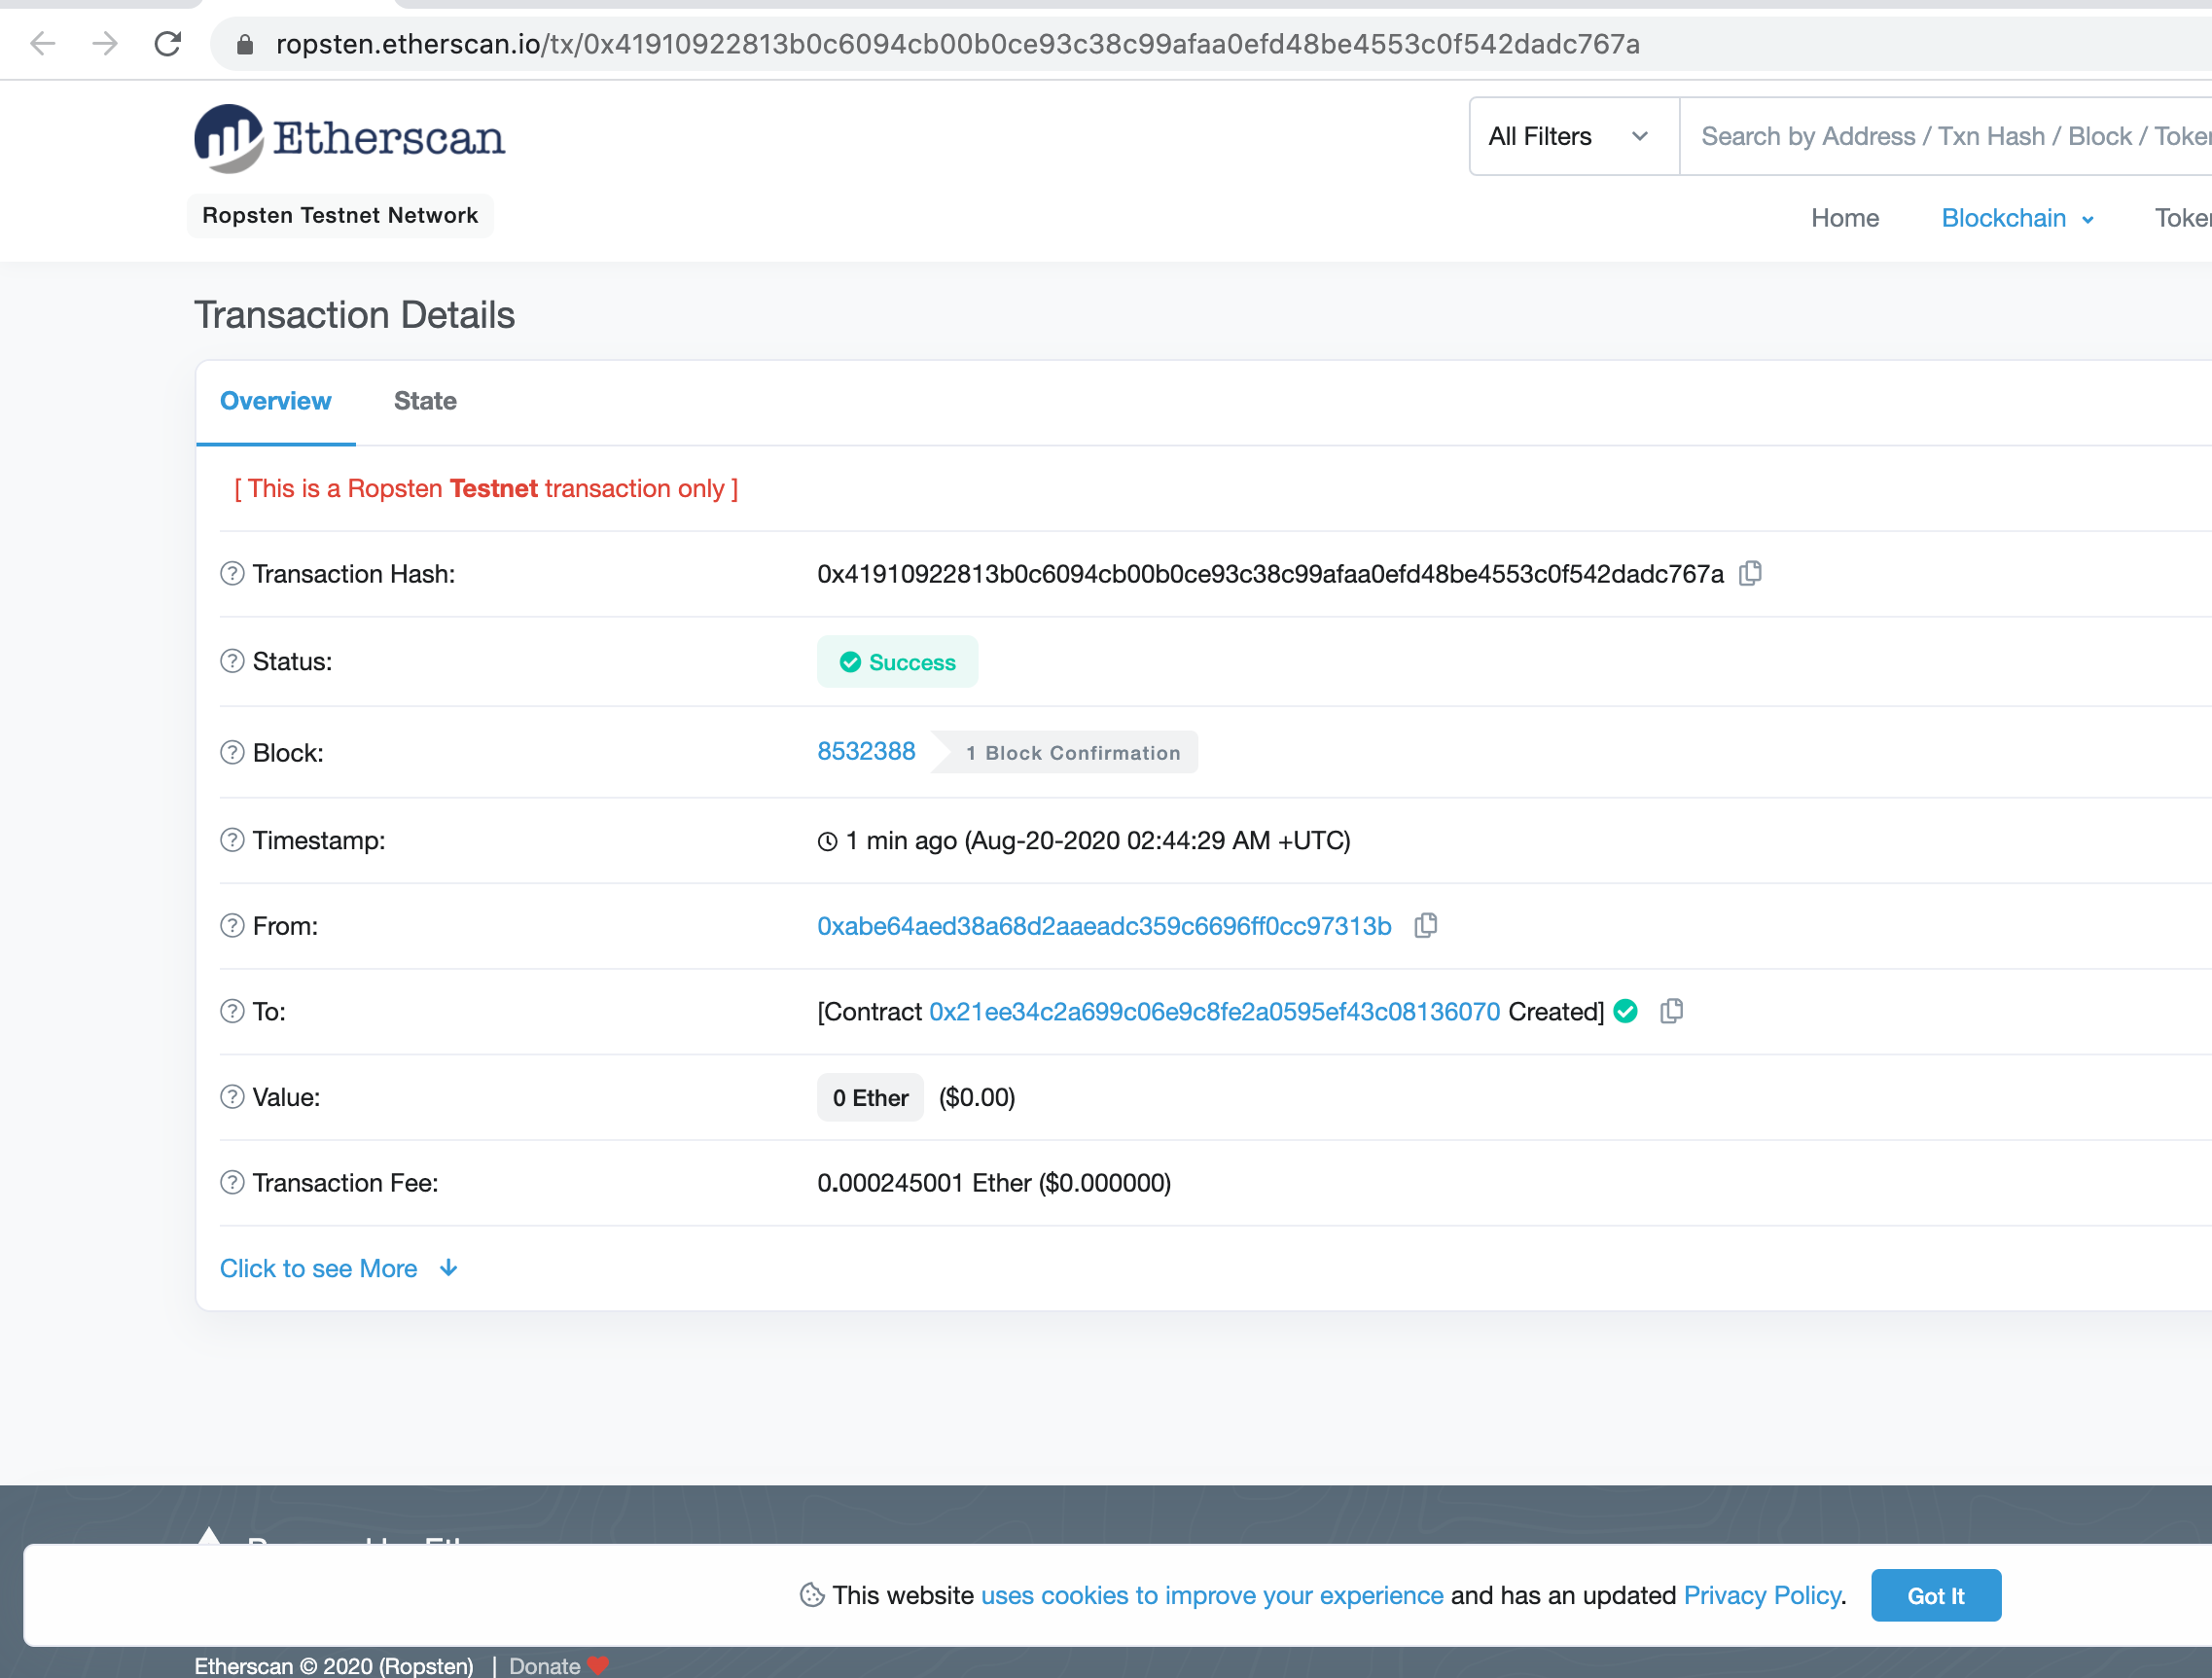 ropsten.etherscan.io/tx/0x41910922813b0c6094cb00b0ce93c38c99afaa0efd48be4553c0f542dadc767a
Etherscan
All Filters
Search by Address / Txn Hash / Block /
Ropsten Testnet Network
Home Blockchain
Transaction Details
Overview State
[ This is a Ropsten Testnet transaction only ]
Transaction Hash: 0x41910922813b0c6094cb00b0ce93c38c99afaa0efd48be4553c0f542dadc767a
Status: Success
Block: 8532388 1 Block Confirmation
Timestamp: 1 min ago (Aug-20-2020 02:44:29 AM +UTC)
From: 0xabe64aed38a68d2aaeadc359c6696ff0cc97313b
To: [Contract 0x21ee34c2a699c06e9c8fe2a0595ef43c08136070 Created]
Value: 0 Ether ($0.00)
Transaction Fee: 0.000245001 Ether ($0.000000)
Click to see More
This website uses cookies to improve your experience and has an updated Privacy Policy. Got It
Etherscan © 2020 (Ropsten) | Donate